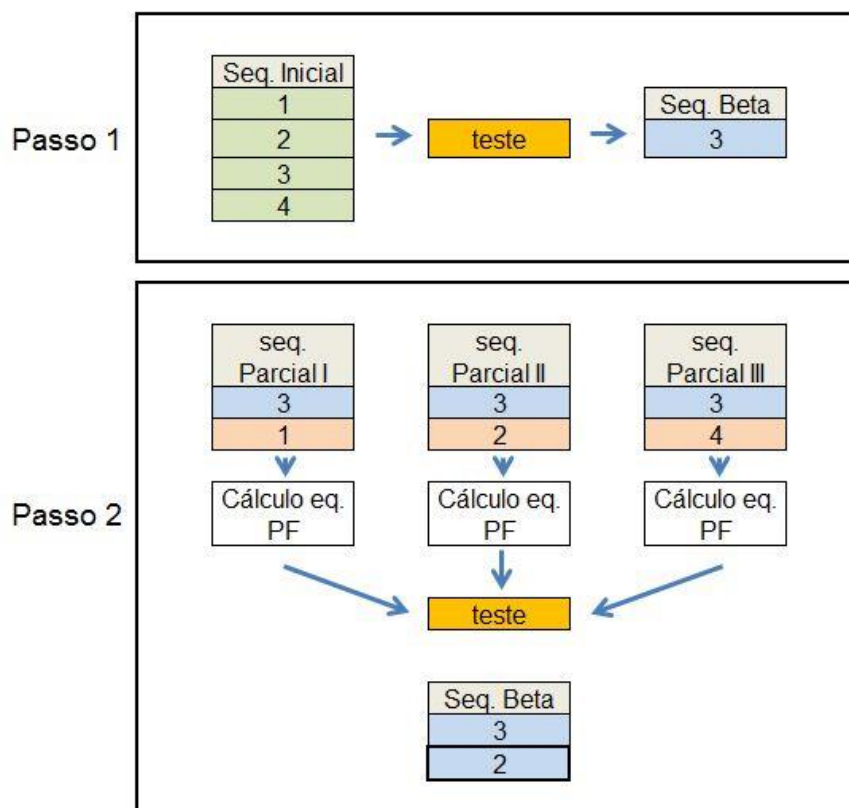 Passo 1
Seq. Inicial
1
2
3
4
teste
Seq. Beta
3
Passo 2
seq.
Parcial I
3
1
seq.
Parcial II
3
2
seq.
Parcial III
3
4
Cálculo eq.
PF
Cálculo eq.
PF
Cálculo eq.
PF
teste
Seq. Beta
3
2